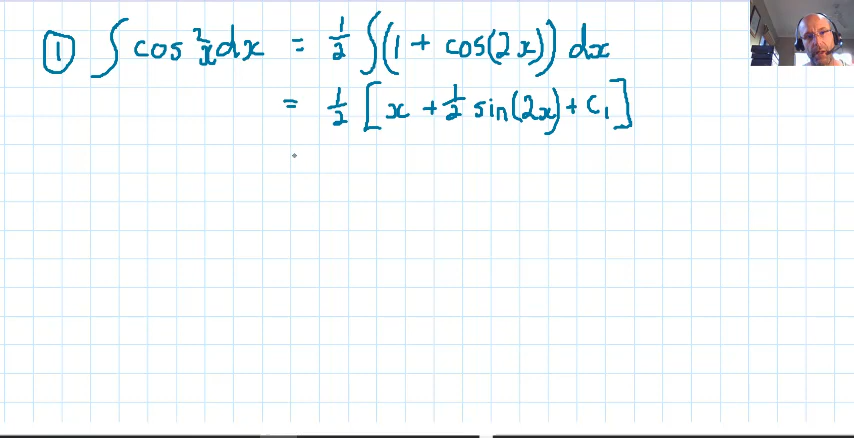 ① ∫ cos²x dx = 1/2 ∫(1 + cos(2x)) dx
= 1/2 [x + 1/2 sin(2x) + C₁]